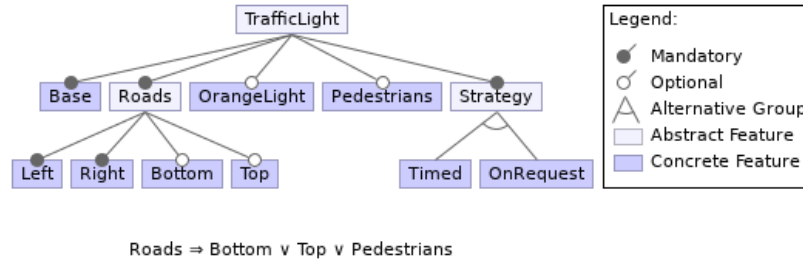 TrafficLight
Legend:
Mandatory
Optional
Alternative Group
Abstract Feature
Concrete Feature
Base Roads OrangeLight Pedestrians Strategy
Left Right Bottom Top Timed OnRequest
Roads ⇒ Bottom ∨ Top ∨ Pedestrians